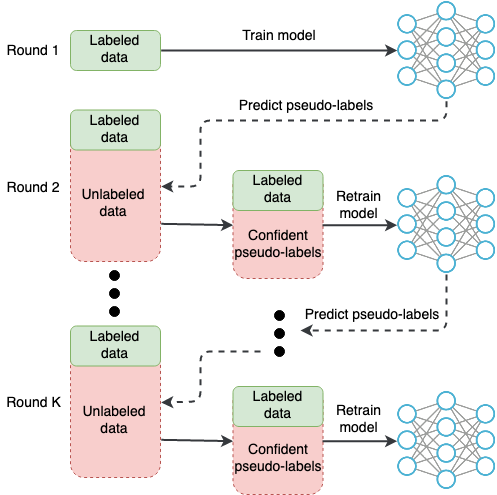 Round 1
Labeled
data
Train model
Predict pseudo-labels
Labeled
data
Round 2
Unlabeled
data
Labeled
data
Confident
pseudo-labels
Retrain
model
Predict pseudo-labels
Labeled
data
Round K
Unlabeled
data
Labeled
data
Confident
pseudo-labels
Retrain
model